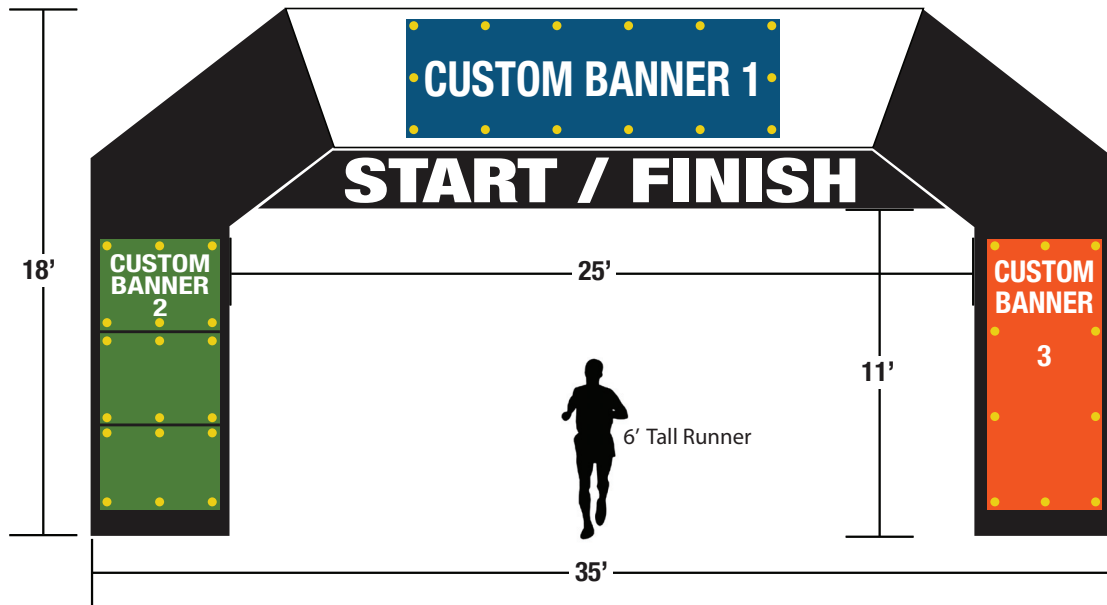 CUSTOM BANNER 1
START / FINISH
18’
25’
CUSTOM
BANNER
2
CUSTOM
BANNER
3
11’
6’ Tall Runner
35’